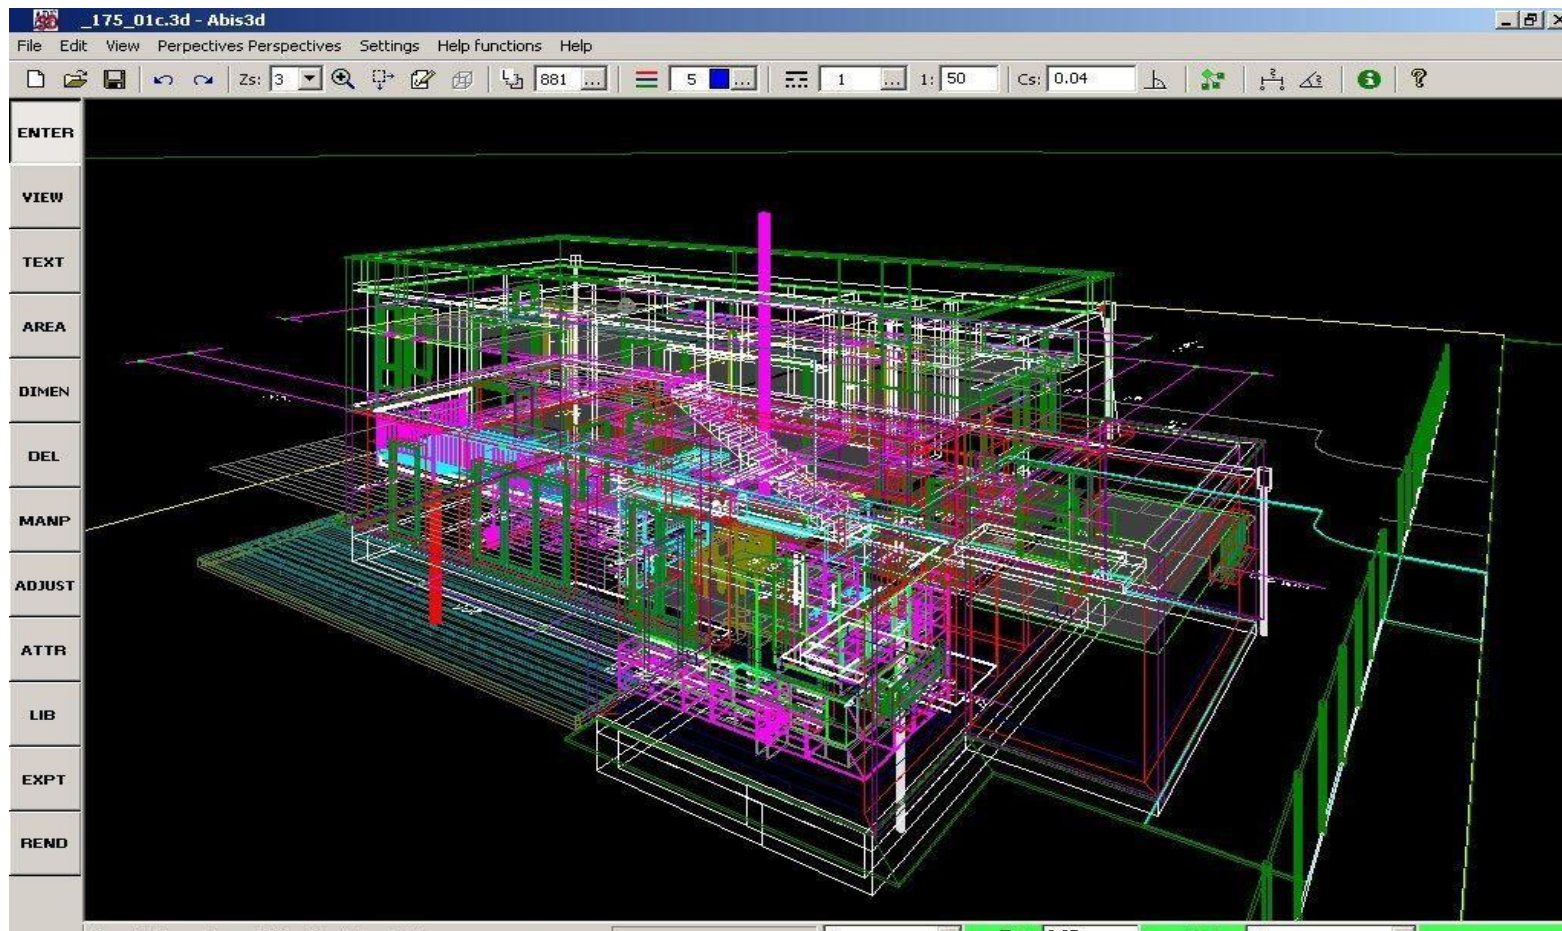 _175_01c.3d - Abis3d
File Edit View Perpectives Perspectives Settings Help functions Help
Zs: 3 881 ... 5 ... 1 ... 1: 50 Cs: 0.04
ENTER
VIEW
TEXT
AREA
DIMEN
DEL
MANP
ADJUST
ATTR
LIB
EXPT
REND